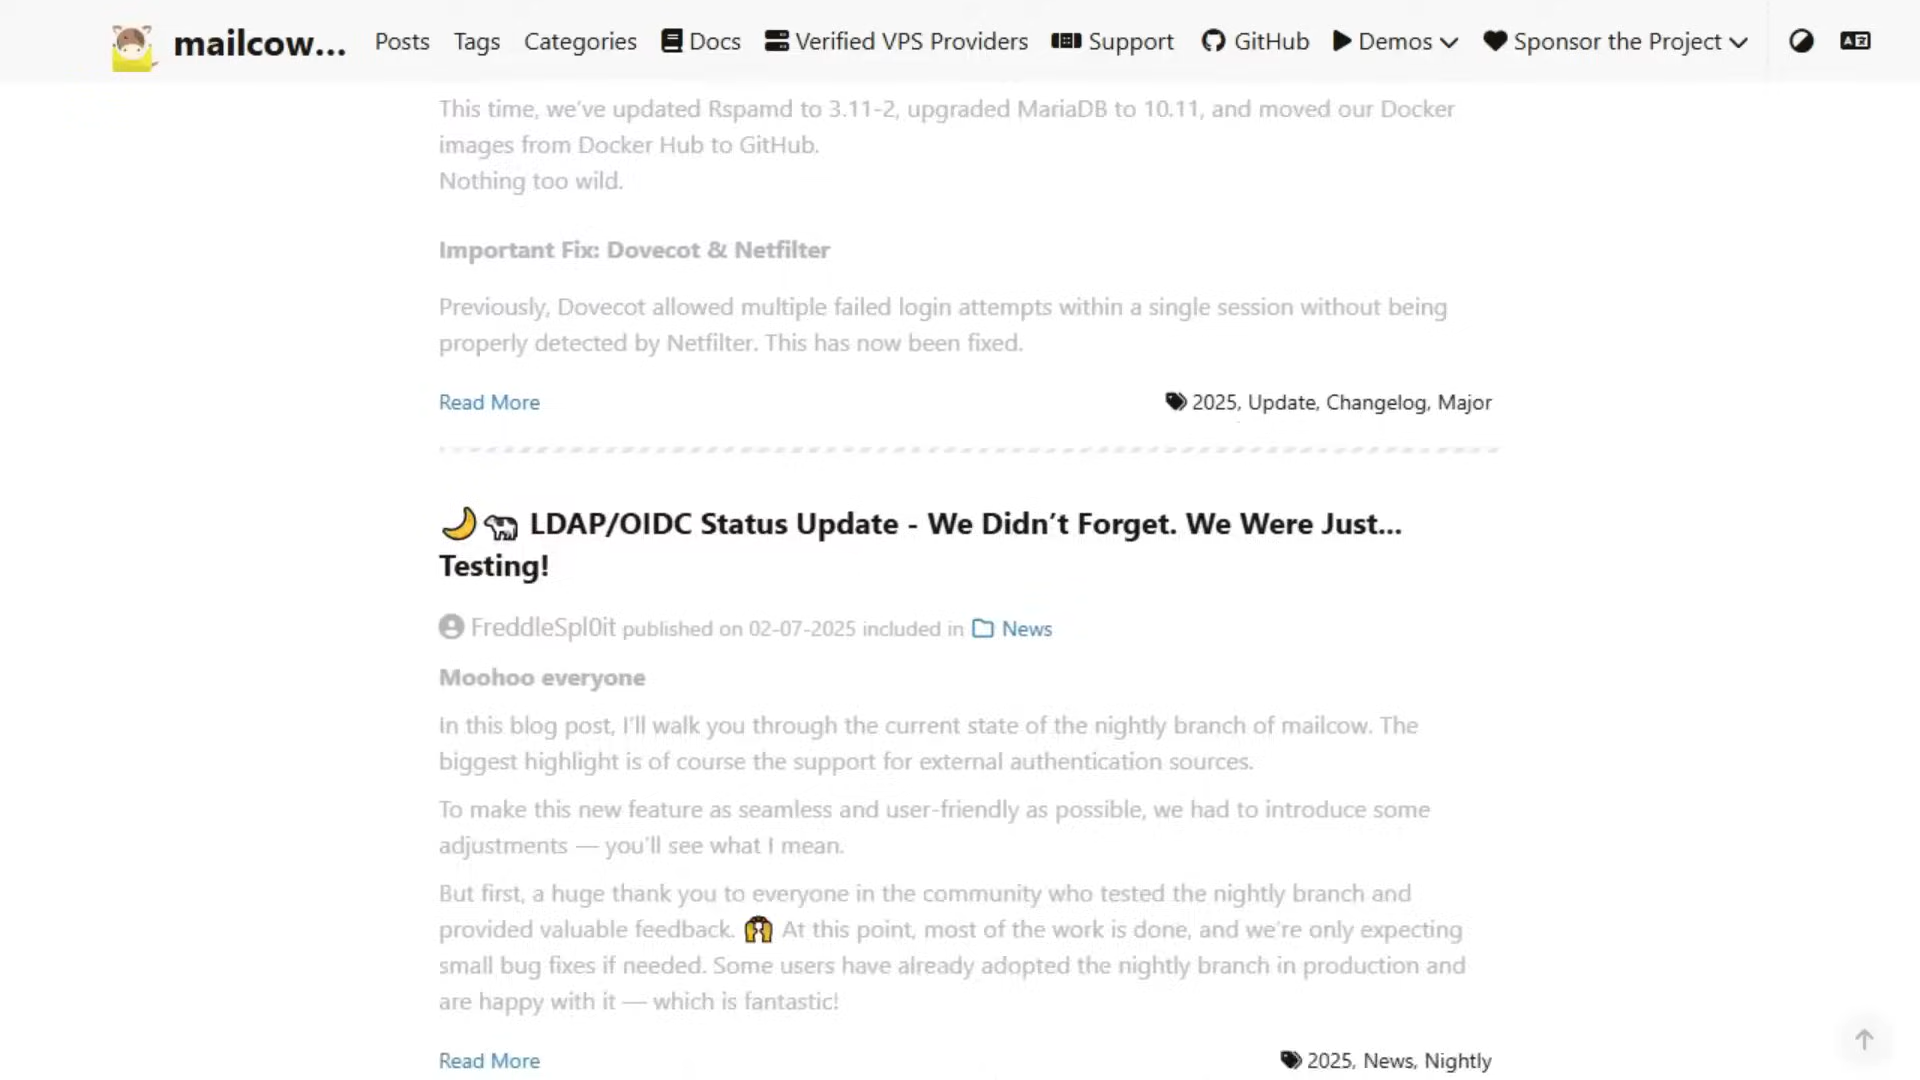 mailcow... Posts Tags Categories Docs Verified VPS Providers Support GitHub Demos Sponsor the Project
This time, we’ve updated Rspamd to 3.11-2, upgraded MariaDB to 10.11, and moved our Docker
images from Docker Hub to GitHub.
Nothing too wild.
Important Fix: Dovecot & Netfilter
Previously, Dovecot allowed multiple failed login attempts within a single session without being
properly detected by Netfilter. This has now been fixed.
Read More 2025, Update, Changelog, Major
🌙🐄 LDAP/OIDC Status Update - We Didn’t Forget. We Were Just...
Testing!
FreddleSpl0it published on 02-07-2025 included in News
Moohoo everyone
In this blog post, I’ll walk you through the current state of the nightly branch of mailcow. The
biggest highlight is of course the support for external authentication sources.
To make this new feature as seamless and user-friendly as possible, we had to introduce some
adjustments — you’ll see what I mean.
But first, a huge thank you to everyone in the community who tested the nightly branch and
provided valuable feedback. 🙌 At this point, most of the work is done, and we’re only expecting
small bug fixes if needed. Some users have already adopted the nightly branch in production and
are happy with it — which is fantastic!
Read More 2025, News, Nightly